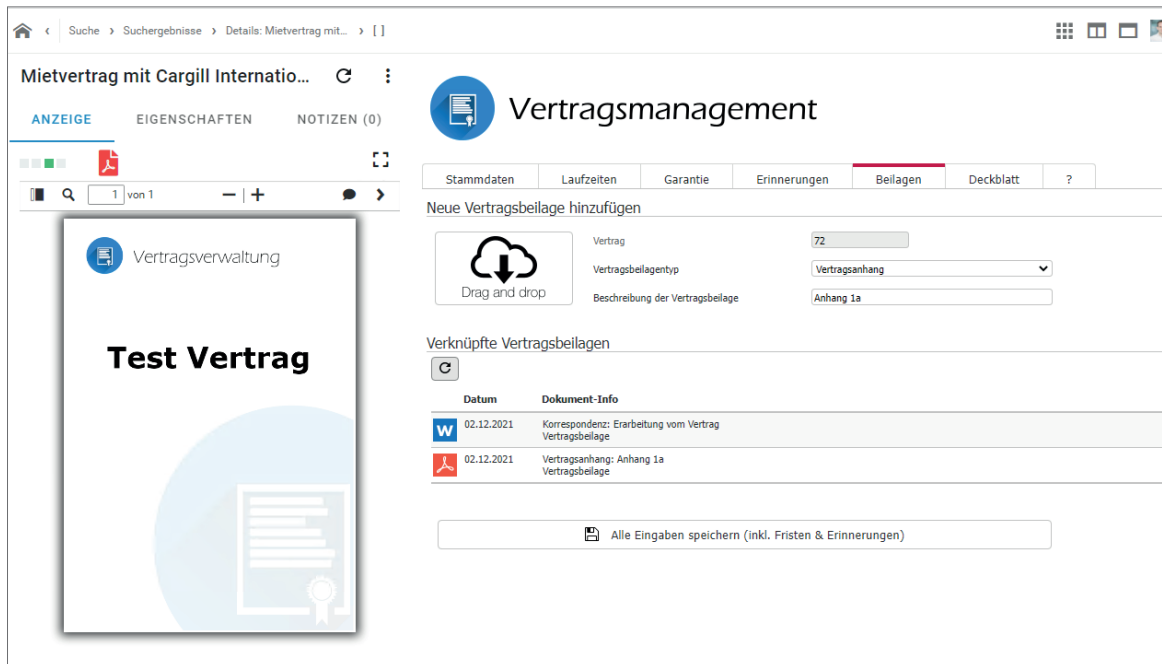 Suche › Suchergebnisse › Details: Mietvertrag mit... › [ ]
Mietvertrag mit Cargill Internatio...
ANZEIGE EIGENSCHAFTEN NOTIZEN (0)
1 von 1
Vertragsverwaltung
Test Vertrag
Vertragsmanagement
Stammdaten Laufzeiten Garantie Erinnerungen Beilagen Deckblatt ?
Neue Vertragsbeilage hinzufügen
Drag and drop
Vertrag 72
Vertragsbeilagentyp Vertragsanhang
Beschreibung der Vertragsbeilage Anhang 1a
Verknüpfte Vertragsbeilagen
Datum Dokument-Info
W 02.12.2021 Korrespondenz: Erarbeitung vom Vertrag
Vertragsbeilage
02.12.2021 Vertragsanhang: Anhang 1a
Vertragsbeilage
Alle Eingaben speichern (inkl. Fristen & Erinnerungen)